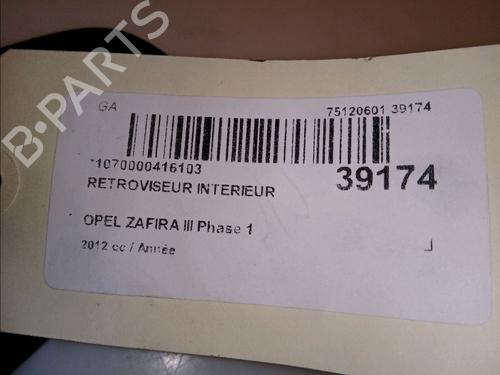 B-PARTS
GA
75120601 39174
*1070000416103
39174
RETROVISEUR INTERIEUR
OPEL ZAFIRA III Phase 1
2012 cc / Année